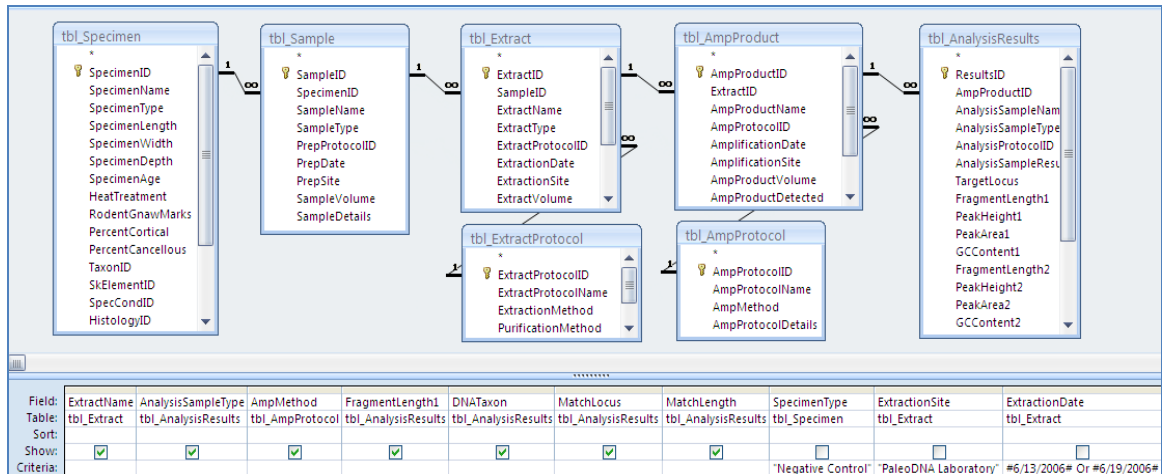 tbl_Specimen
*
SpecimenID
SpecimenName
SpecimenType
SpecimenLength
SpecimenWidth
SpecimenDepth
SpecimenAge
HeatTreatment
RodentGnawMarks
PercentCortical
PercentCancellous
TaxonID
SkElementID
SpecCondID
HistologyID
1
∞
tbl_Sample
*
SampleID
SpecimenID
SampleName
SampleType
PrepProtocolID
PrepDate
PrepSite
SampleVolume
SampleDetails
1
∞
tbl_Extract
*
ExtractID
SampleID
ExtractName
ExtractType
ExtractProtocolID
ExtractionDate
ExtractionSite
ExtractVolume
1
∞
∞
tbl_AmpProduct
*
AmpProductID
ExtractID
AmpProductName
AmpProtocolID
AmplificationDate
AmplificationSite
AmpProductVolume
AmpProductDetected
1
∞
∞
tbl_AnalysisResults
*
ResultsID
AmpProductID
AnalysisSampleNam
AnalysisSampleType
AnalysisProtocolID
AnalysisSampleResu
TargetLocus
FragmentLength1
PeakHeight1
PeakArea1
GCContent1
FragmentLength2
PeakHeight2
PeakArea2
GCContent2
1
tbl_ExtractProtocol
*
ExtractProtocolID
ExtractProtocolName
ExtractionMethod
PurificationMethod
1
tbl_AmpProtocol
*
AmpProtocolID
AmpProtocolName
AmpMethod
AmpProtocolDetails
Field: ExtractName AnalysisSampleType AmpMethod FragmentLength1 DNATaxon MatchLocus MatchLength SpecimenType ExtractionSite ExtractionDate
Table: tbl_Extract tbl_AnalysisResults tbl_AmpProtocol tbl_AnalysisResults tbl_AnalysisResults tbl_AnalysisResults tbl_AnalysisResults tbl_Specimen tbl_Extract tbl_Extract
Sort:
Show:
Criteria: "Negative Control" "PaleoDNA Laboratory" #6/13/2006# Or #6/19/2006#